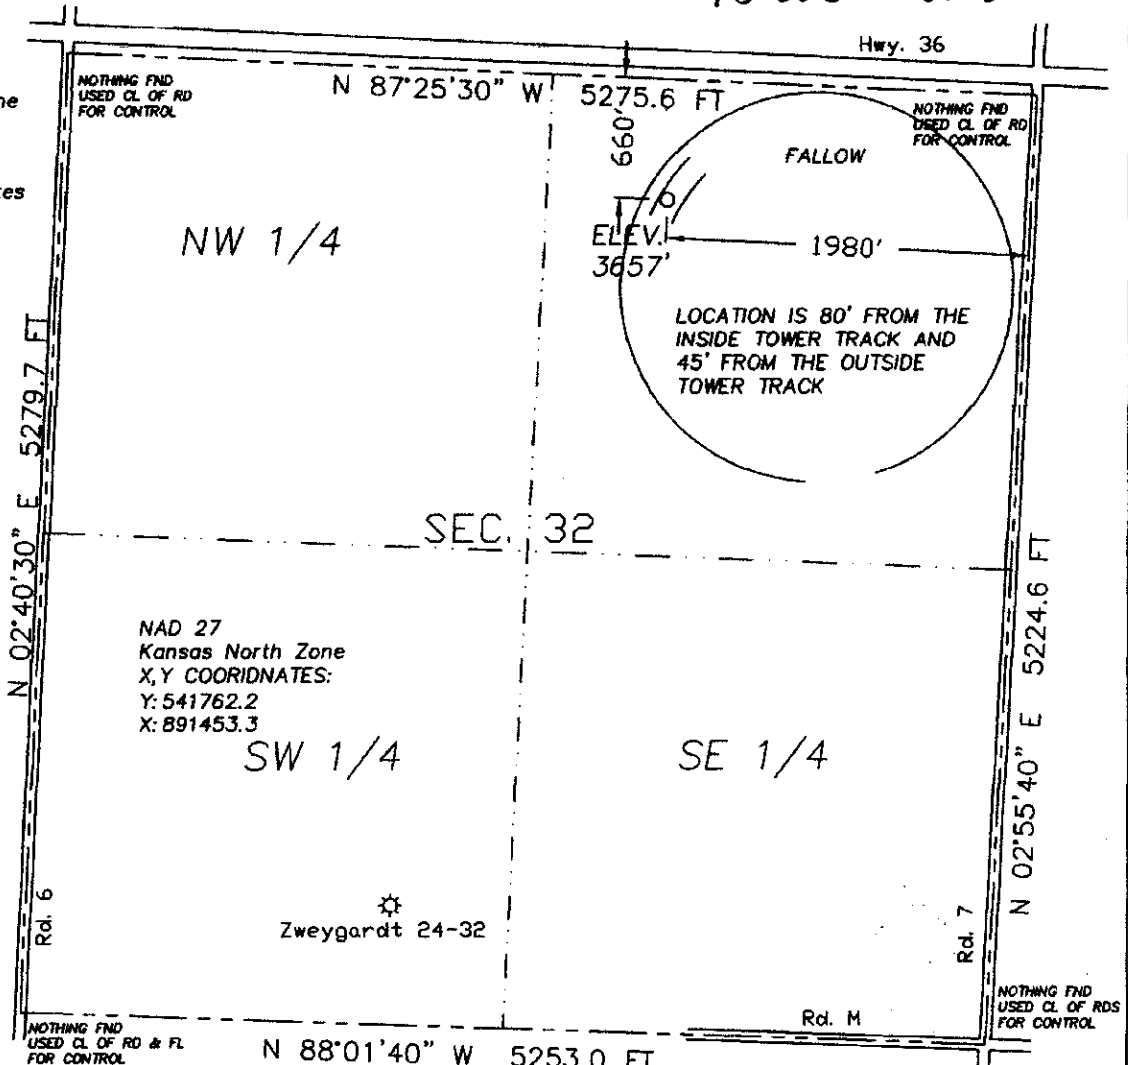 Hwy. 36
NOTHING FND
USED CL OF RD
FOR CONTROL
N 87°25'30" W 5275.6 FT
NOTHING FND
USED CL OF RD
FOR CONTROL
660'
FALLOW
NW 1/4
ELEV.
3657'
1980'
LOCATION IS 80' FROM THE
INSIDE TOWER TRACK AND
45' FROM THE OUTSIDE
TOWER TRACK
N 02°40'30" E 5279.7 FT
SEC. 32
N 02°55'40" E 5224.6 FT
NAD 27
Kansas North Zone
X,Y COORIDNATES:
Y: 541762.2
X: 891453.3
SW 1/4
SE 1/4
Zweygardt 24-32
Rd. 6
Rd. 7
Rd. M
NOTHING FND
USED CL OF RD & FL
FOR CONTROL
N 88°01'40" W 5253.0 FT
NOTHING FND
USED CL OF RDS
FOR CONTROL